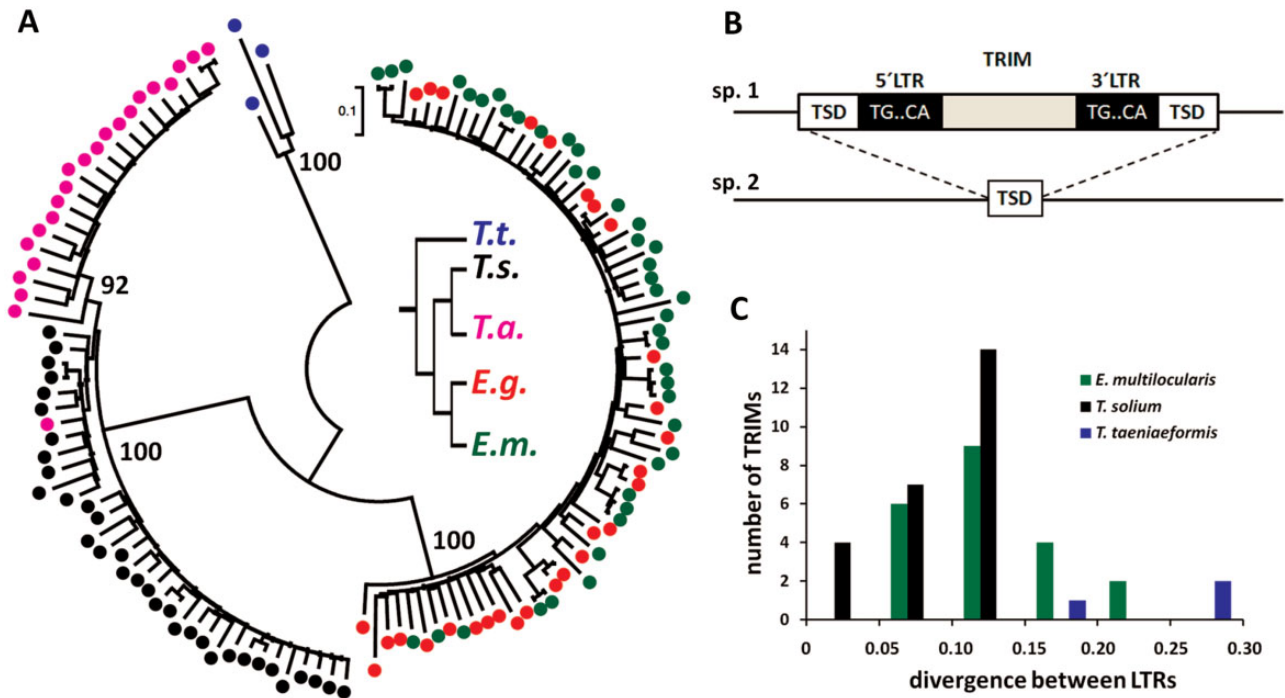 A
0.1
100
92
100
100
T.t.
T.s.
T.a.
E.g.
E.m.
B
TRIM
5´LTR 3´LTR
sp. 1
TSD TG..CA TG..CA TSD
sp. 2
TSD
C
number of TRIMs
14
12
10
8
6
4
2
0
E. multilocularis
T. solium
T. taeniaeformis
0 0.05 0.10 0.15 0.20 0.30
divergence between LTRs